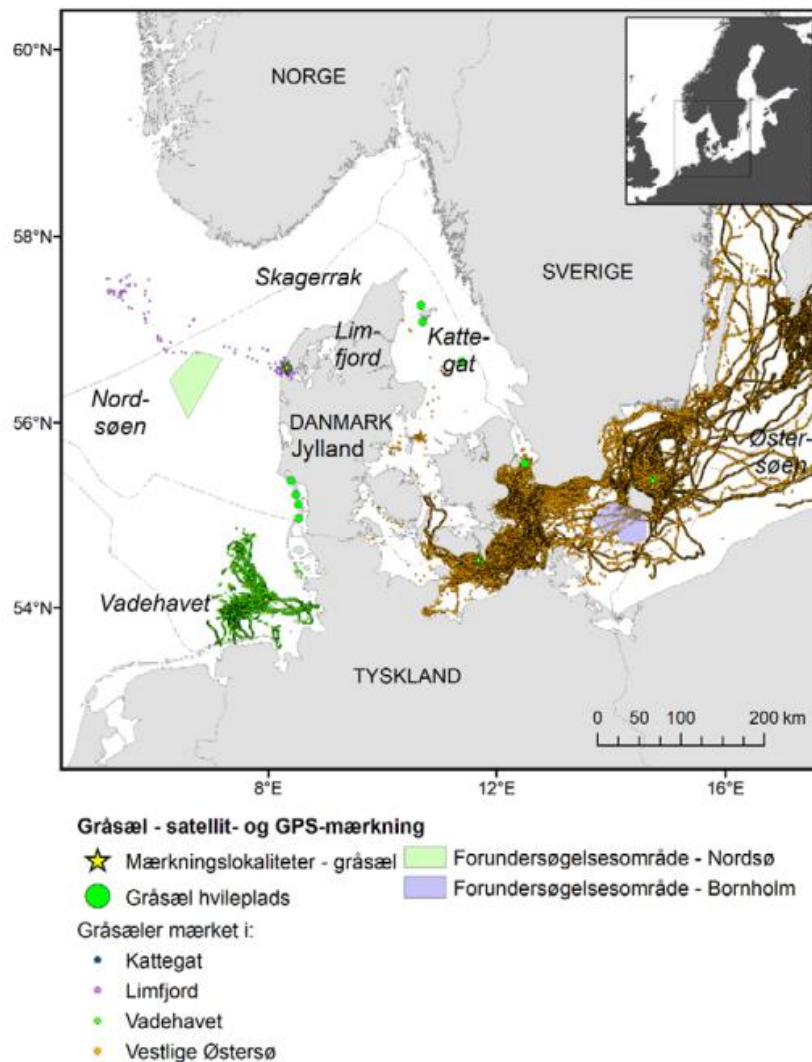 60°N
NORGE
58°N
Skagerrak
SVERIGE
Lim-
fjord
Katte-
gat
56°N
Nord-
søen
DANMARK
Jylland
Øster-
søen
54°N
Vadehavet
TYSKLAND
0 50 100 200 km
8°E 12°E 16°E
Gråsæl - satellit- og GPS-mærkning
Mærkningslokaliteter - gråsæl
Gråsæl hvileplads
Forundersøgelsesområde - Nordsø
Forundersøgelsesområde - Bornholm
Gråsæler mærket i:
Kattegat
Limfjord
Vadehavet
Vestlige Østersø